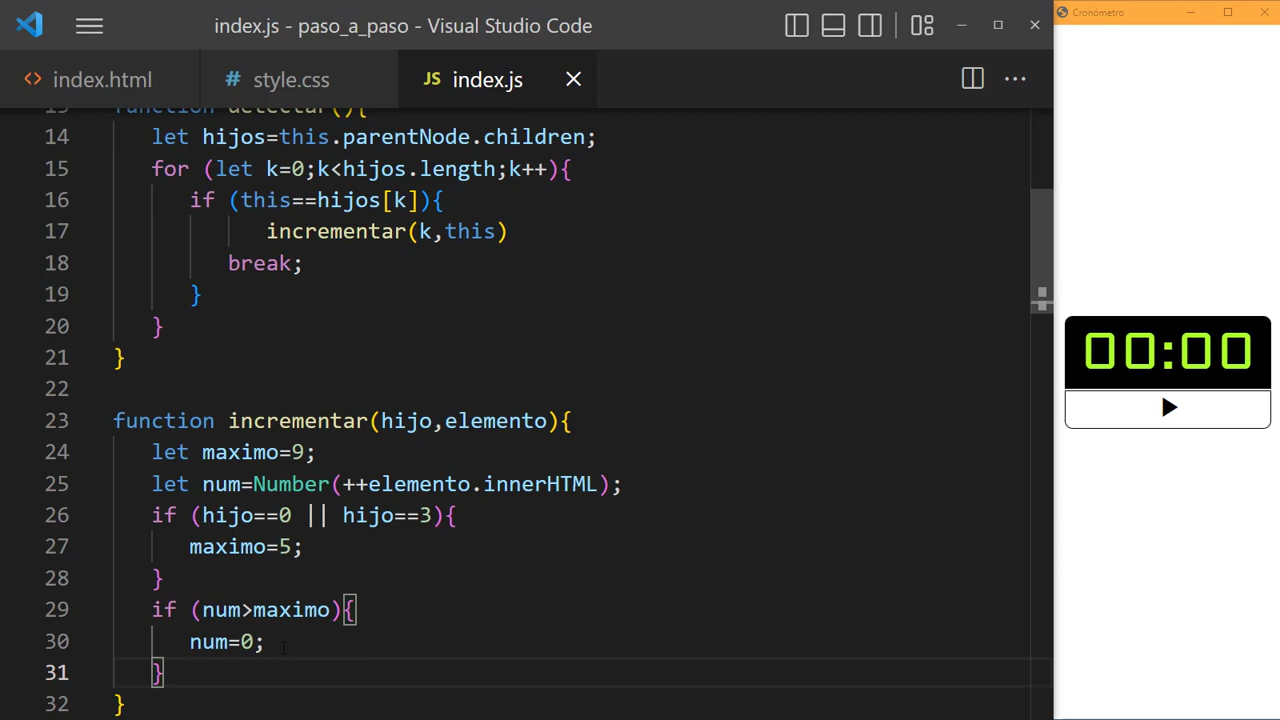 index.js - paso_a_paso - Visual Studio Code
index.html
style.css
JS index.js
13 function detectar(){
14 let hijos=this.parentNode.children;
15 for (let k=0;k<hijos.length;k++){
16 if (this==hijos[k]){
17 incrementar(k,this)
18 break;
19 }
20 }
21 }
22
23 function incrementar(hijo,elemento){
24 let maximo=9;
25 let num=Number(++elemento.innerHTML);
26 if (hijo==0 || hijo==3){
27 maximo=5;
28 }
29 if (num>maximo){
30 num=0;
31 }
32 }
Cronómetro
00:00